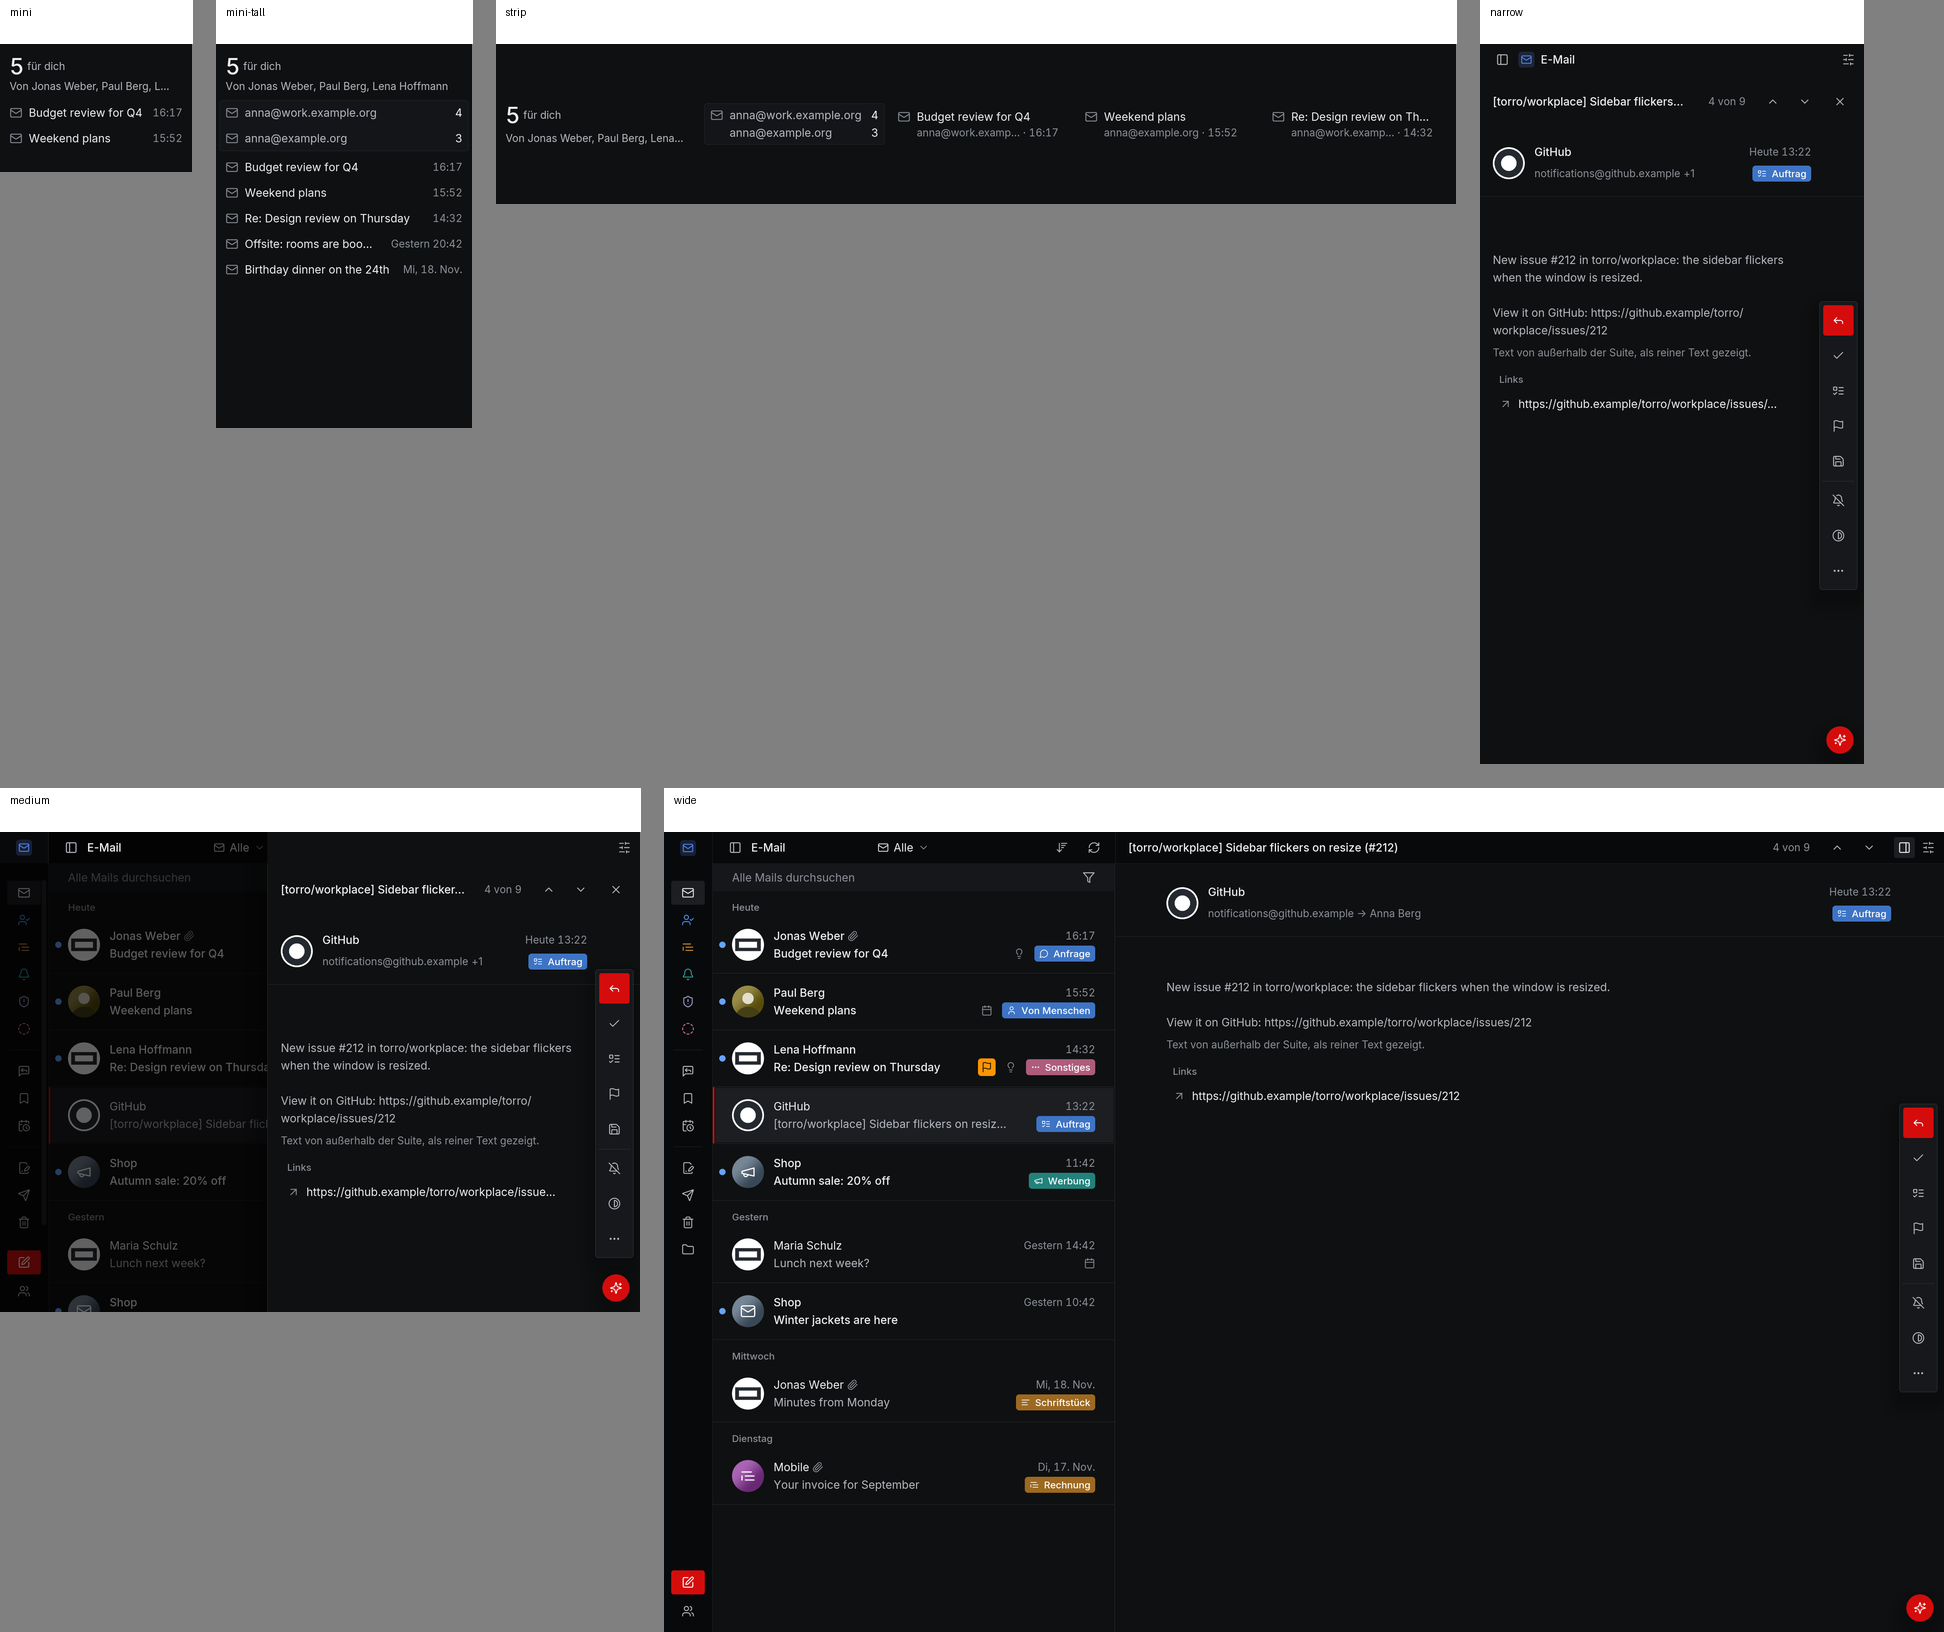 mini
5 für dich
Von Jonas Weber, Paul Berg, L...
Budget review for Q4 16:17
Weekend plans 15:52
mini-tall
5 für dich
Von Jonas Weber, Paul Berg, Lena Hoffmann
anna@work.example.org 4
anna@example.org 3
Budget review for Q4 16:17
Weekend plans 15:52
Re: Design review on Thursday 14:32
Offsite: rooms are boo... Gestern 20:42
Birthday dinner on the 24th Mi, 18. Nov.
strip
5 für dich
Von Jonas Weber, Paul Berg, Lena...
anna@work.example.org 4
anna@example.org 3
Budget review for Q4
anna@work.examp... · 16:17
Weekend plans
anna@example.org · 15:52
Re: Design review on Th...
anna@work.examp... · 14:32
narrow
E-Mail
[torro/workplace] Sidebar flickers... 4 von 9
GitHub Heute 13:22
notifications@github.example +1 Auftrag
New issue #212 in torro/workplace: the sidebar flickers
when the window is resized.
View it on GitHub: https://github.example/torro/
workplace/issues/212
Text von außerhalb der Suite, als reiner Text gezeigt.
Links
https://github.example/torro/workplace/issues/...
medium
E-Mail Alle
Alle Mails durchsuchen
Heute
Jonas Weber
Budget review for Q4
Paul Berg
Weekend plans
Lena Hoffmann
Re: Design review on Thursda
GitHub
[torro/workplace] Sidebar flic
Shop
Autumn sale: 20% off
Gestern
Maria Schulz
Lunch next week?
Shop
[torro/workplace] Sidebar flicker... 4 von 9
GitHub Heute 13:22
notifications@github.example +1 Auftrag
New issue #212 in torro/workplace: the sidebar flickers
when the window is resized.
View it on GitHub: https://github.example/torro/
workplace/issues/212
Text von außerhalb der Suite, als reiner Text gezeigt.
Links
https://github.example/torro/workplace/issue...
wide
E-Mail Alle
Alle Mails durchsuchen
Heute
Jonas Weber 16:17
Budget review for Q4 Anfrage
Paul Berg 15:52
Weekend plans Von Menschen
Lena Hoffmann 14:32
Re: Design review on Thursday Sonstiges
GitHub 13:22
[torro/workplace] Sidebar flickers on resiz... Auftrag
Shop 11:42
Autumn sale: 20% off Werbung
Gestern
Maria Schulz Gestern 14:42
Lunch next week?
Shop Gestern 10:42
Winter jackets are here
Mittwoch
Jonas Weber Mi, 18. Nov.
Minutes from Monday Schriftstück
Dienstag
Mobile Di, 17. Nov.
Your invoice for September Rechnung
[torro/workplace] Sidebar flickers on resize (#212) 4 von 9
GitHub Heute 13:22
notifications@github.example → Anna Berg Auftrag
New issue #212 in torro/workplace: the sidebar flickers when the window is resized.
View it on GitHub: https://github.example/torro/workplace/issues/212
Text von außerhalb der Suite, als reiner Text gezeigt.
Links
https://github.example/torro/workplace/issues/212